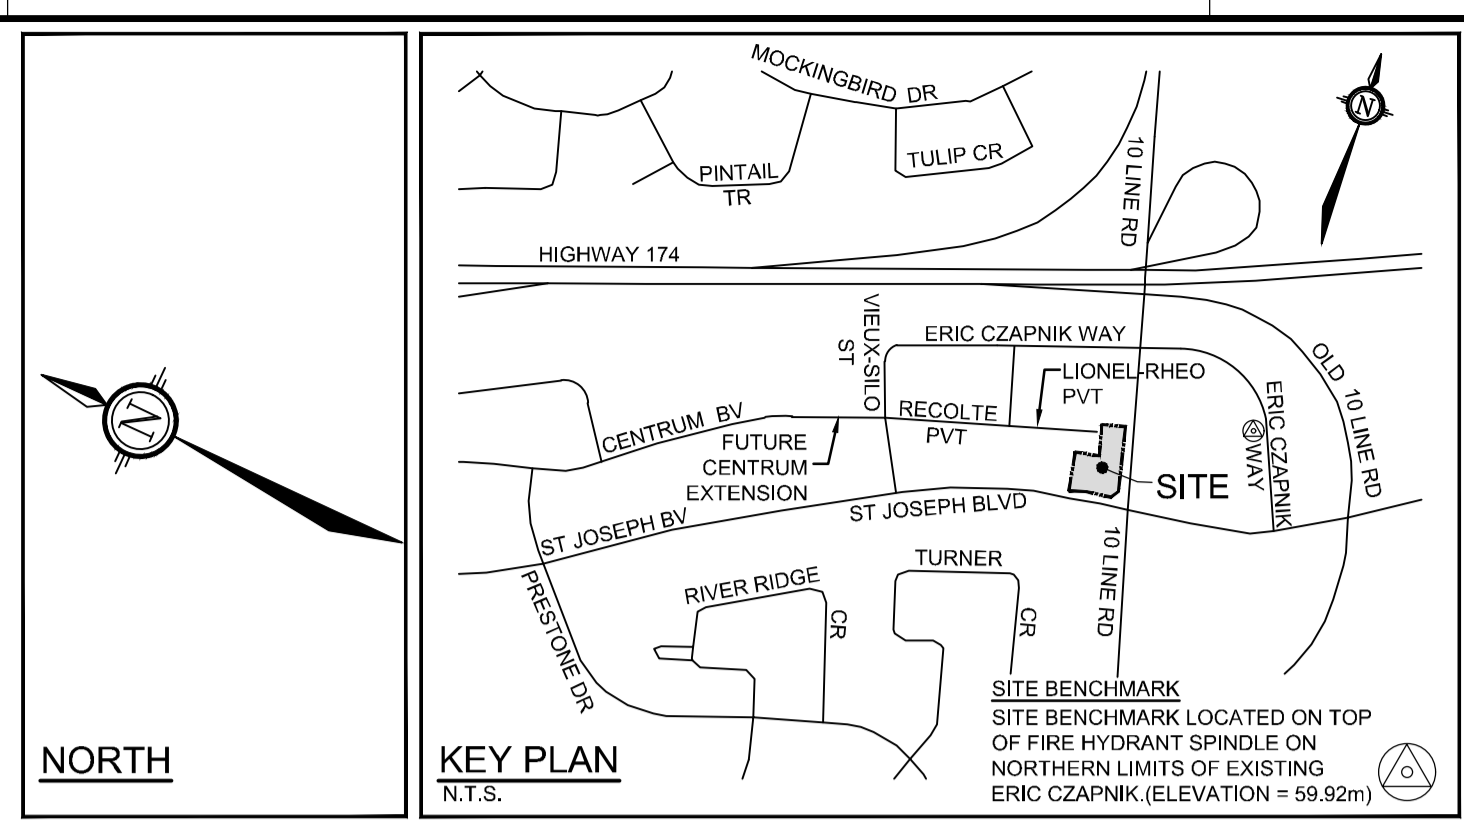 N
NORTH
MOCKINGBIRD DR
N
TULIP CR
PINTAIL
TR
10 LINE RD
HIGHWAY 174
VIEUX-SILO
ST
ERIC CZAPNIK WAY
LIONEL-RHEO
PVT
OLD 10 LINE RD
ERIC CZAPNIK
WAY
RECOLTE
PVT
CENTRUM BV
FUTURE
CENTRUM
EXTENSION
SITE
ST JOSEPH BLVD
ST JOSEPH BV
10 LINE RD
TURNER
CR
RIVER RIDGE
CR
PRESTONE DR
SITE BENCHMARK
SITE BENCHMARK LOCATED ON TOP
OF FIRE HYDRANT SPINDLE ON
NORTHERN LIMITS OF EXISTING
ERIC CZAPNIK.(ELEVATION = 59.92m)
KEY PLAN
N.T.S.